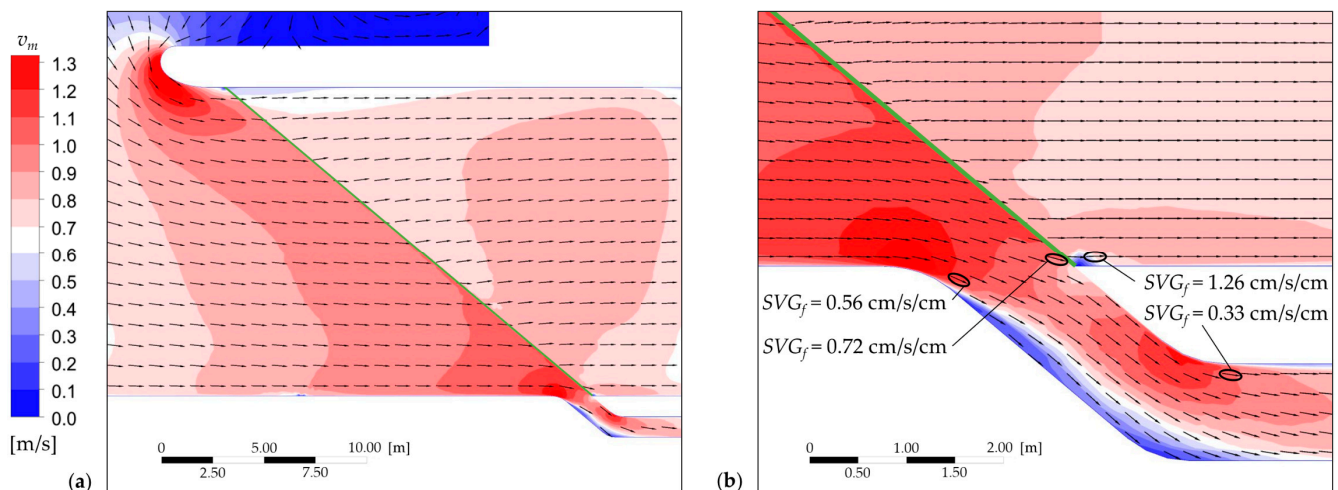 v_m
1.3
1.2
1.1
1.0
0.9
0.8
0.7
0.6
0.5
0.4
0.3
0.2
0.1
0.0
[m/s]
0 5.00 10.00 [m]
2.50 7.50
(a)
SVG_f = 0.56 cm/s/cm
SVG_f = 0.72 cm/s/cm
SVG_f = 1.26 cm/s/cm
SVG_f = 0.33 cm/s/cm
0 1.00 2.00 [m]
0.50 1.50
(b)